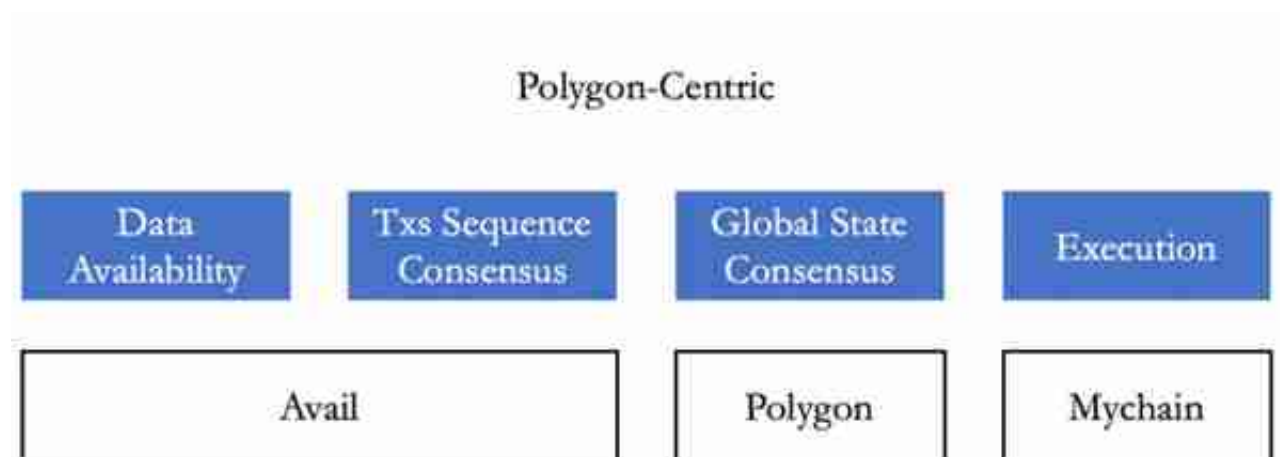 Polygon-Centric
Data
Availability
Txs Sequence
Consensus
Global State
Consensus
Execution
Avail
Polygon
Mychain